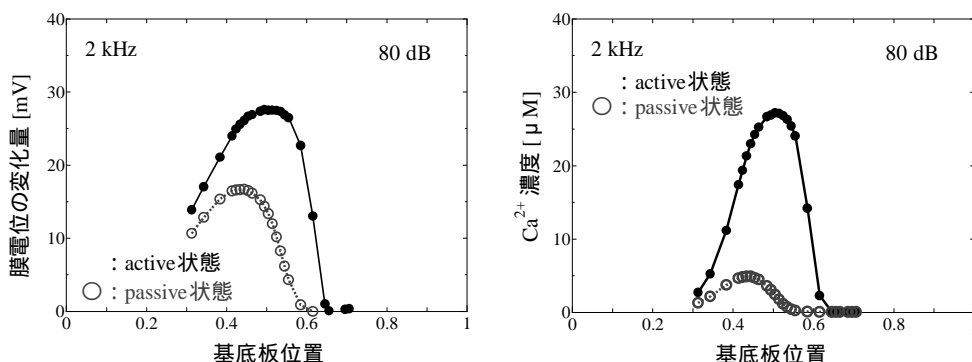 40
30
20
10
0
膜電位の変化量 [mV]
2 kHz
80 dB
: active状態
: passive状態
0 0.2 0.4 0.6 0.8 1
基底板位置
40
30
20
10
0
Ca2+ 濃度 [μM]
2 kHz
80 dB
: active状態
: passive状態
0 0.2 0.4 0.6 0.8
基底板位置